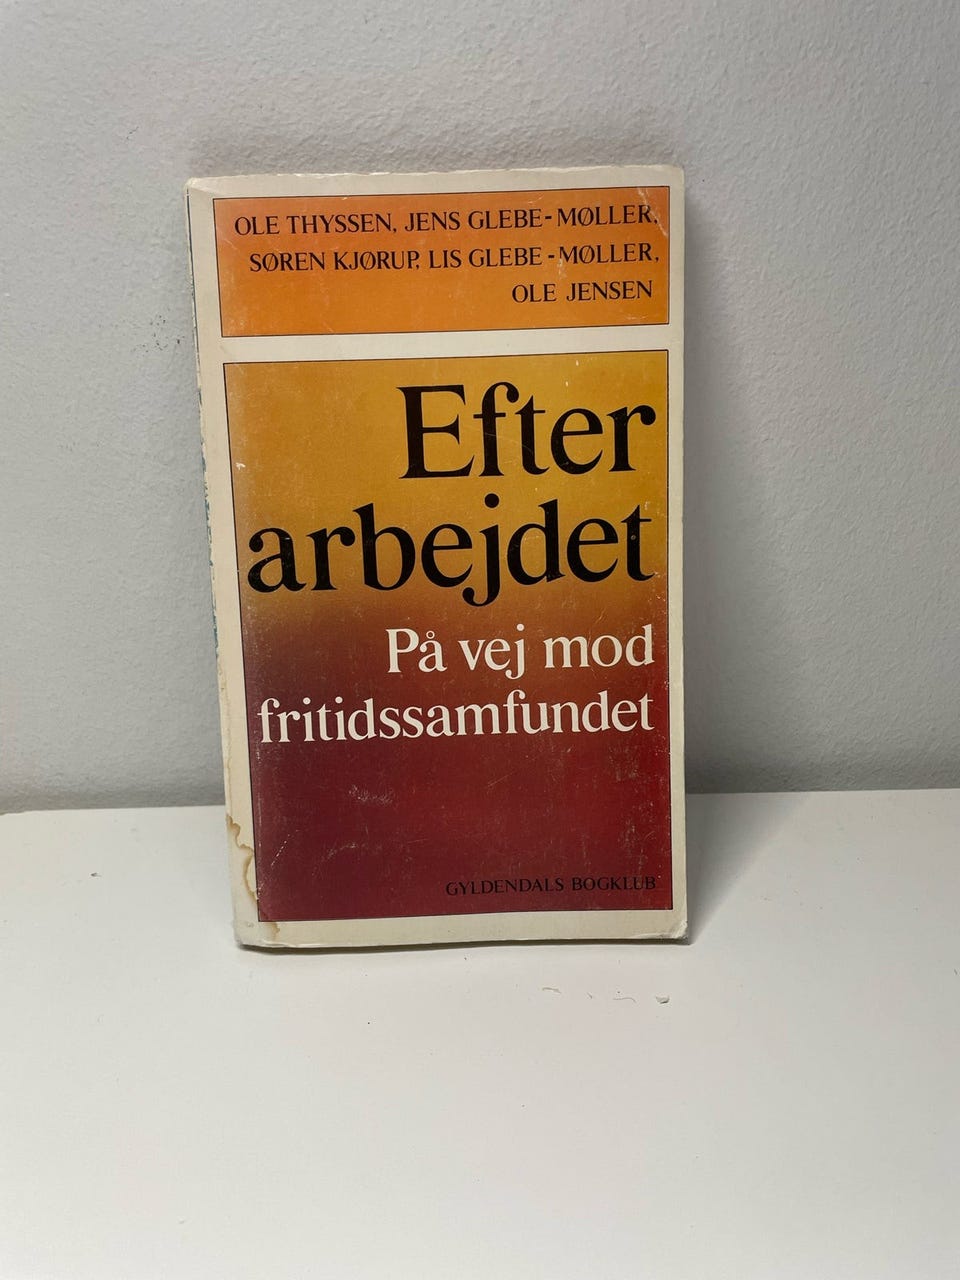 OLE THYSSEN, JENS GLEBE-MØLLER,
SØREN KJØRUP, LIS GLEBE-MØLLER,
OLE JENSEN
Efter
arbejdet
På vej mod
fritidssamfundet
GYLDENDALS BOGKLUB